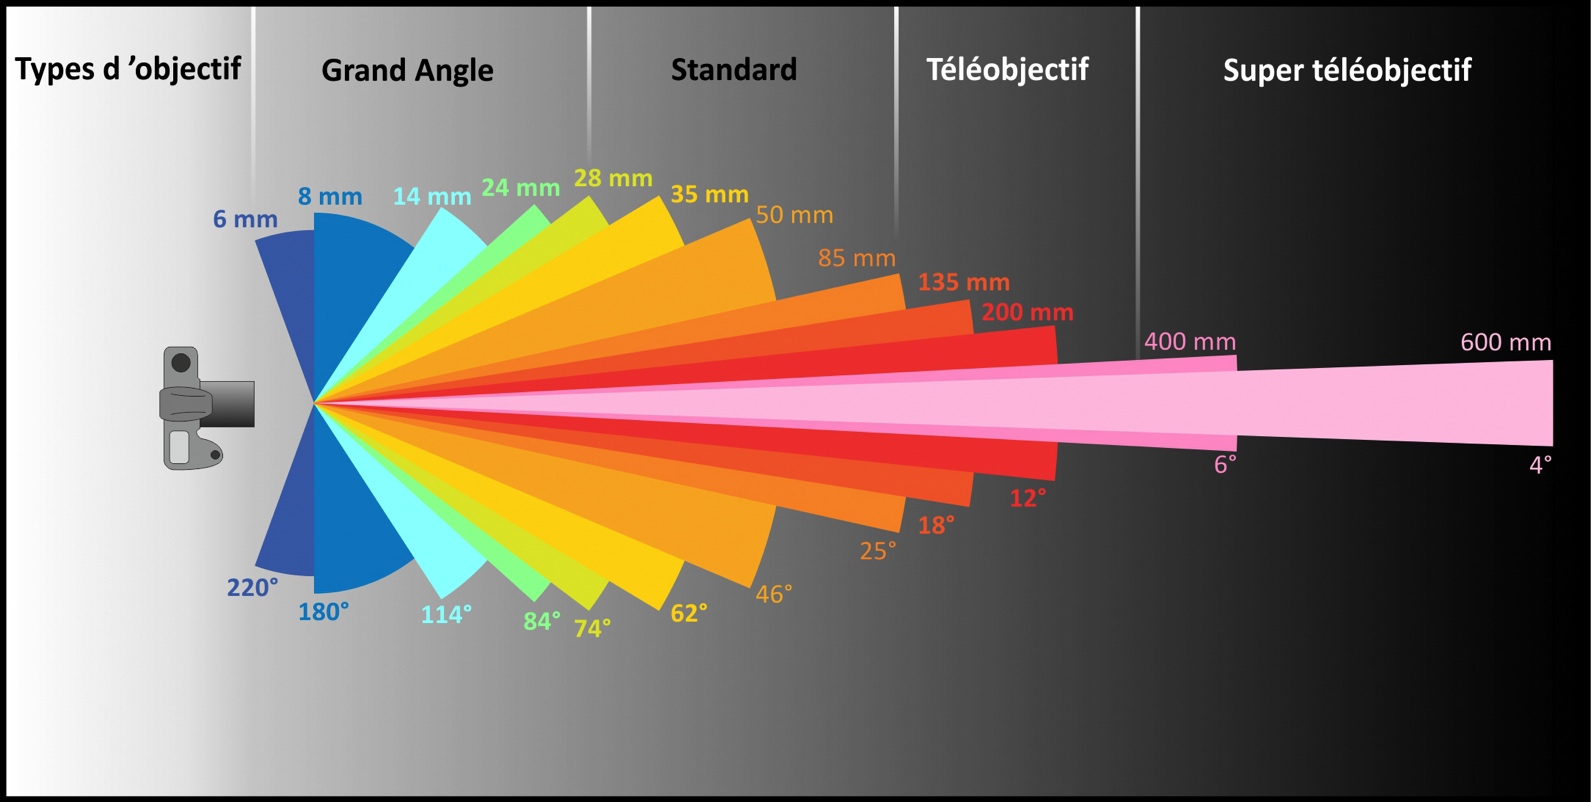 Types d ’objectif
Grand Angle
Standard
Téléobjectif
Super téléobjectif
6 mm
8 mm
14 mm
24 mm
28 mm
35 mm
50 mm
85 mm
135 mm
200 mm
400 mm
600 mm
220°
180°
114°
84°
74°
62°
46°
25°
18°
12°
6°
4°